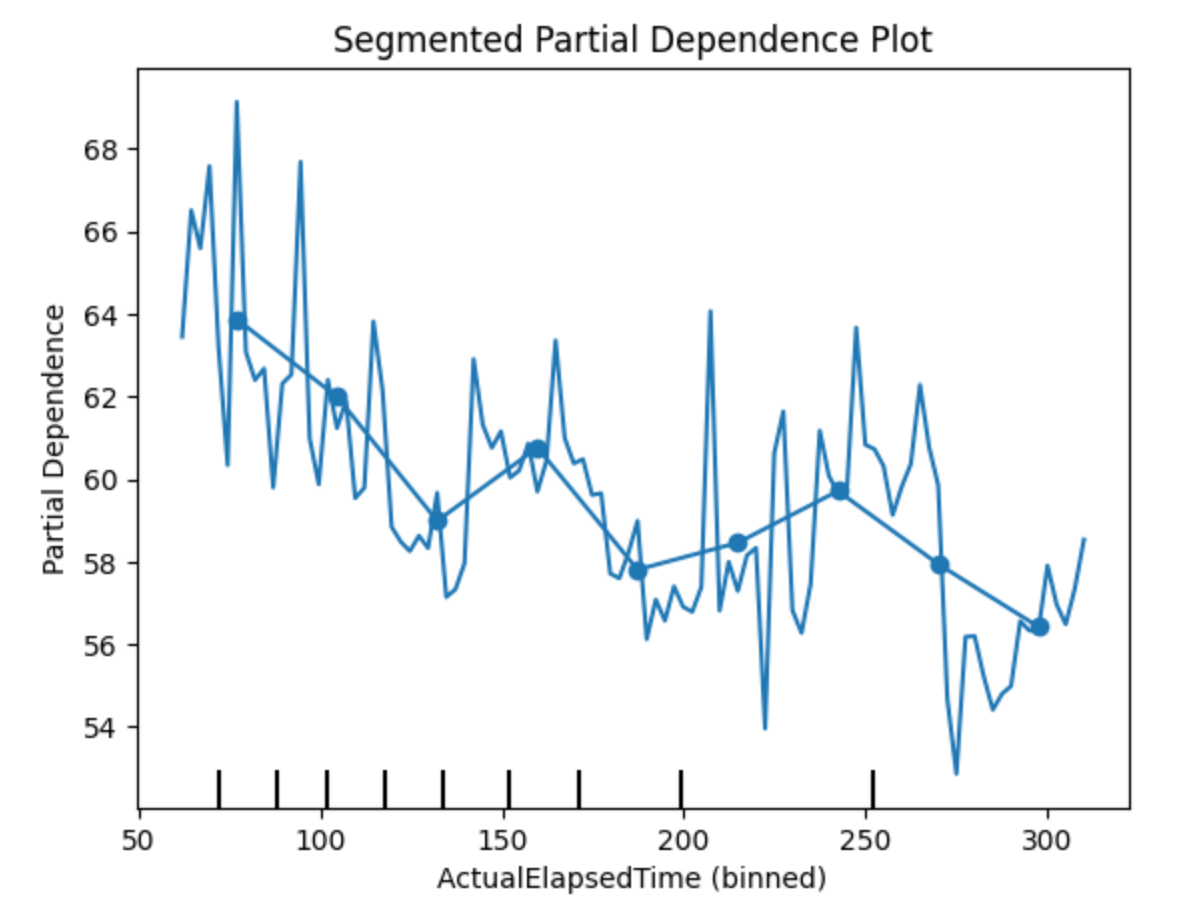 Segmented Partial Dependence Plot
Partial Dependence
68
66
64
62
60
58
56
54
50 100 150 200 250 300
ActualElapsedTime (binned)